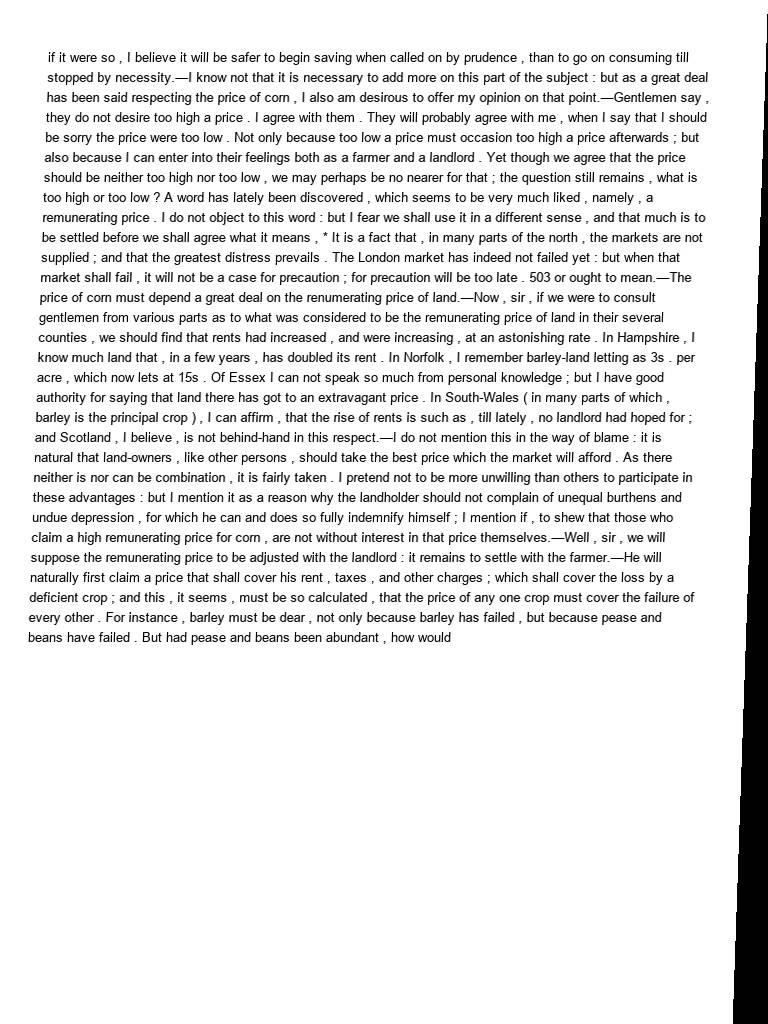 if it were so , I believe it will be safer to begin saving when called on by prudence , than to go on consuming till
stopped by necessity.—I know not that it is necessary to add more on this part of the subject : but as a great deal
has been said respecting the price of corn , I also am desirous to offer my opinion on that point.—Gentlemen say ,
they do not desire too high a price . I agree with them . They will probably agree with me , when I say that I should
be sorry the price were too low . Not only because too low a price must occasion too high a price afterwards ; but
also because I can enter into their feelings both as a farmer and a landlord . Yet though we agree that the price
should be neither too high nor too low , we may perhaps be no nearer for that ; the question still remains , what is
too high or too low ? A word has lately been discovered , which seems to be very much liked , namely , a
remunerating price . I do not object to this word : but I fear we shall use it in a different sense , and that much is to
be settled before we shall agree what it means , * It is a fact that , in many parts of the north , the markets are not
supplied ; and that the greatest distress prevails . The London market has indeed not failed yet : but when that
market shall fail , it will not be a case for precaution ; for precaution will be too late . 503 or ought to mean.—The
price of corn must depend a great deal on the renumerating price of land.—Now , sir , if we were to consult
gentlemen from various parts as to what was considered to be the remunerating price of land in their several
counties , we should find that rents had increased , and were increasing , at an astonishing rate . In Hampshire , I
know much land that , in a few years , has doubled its rent . In Norfolk , I remember barley-land letting as 3s . per
acre , which now lets at 15s . Of Essex I can not speak so much from personal knowledge ; but I have good
authority for saying that land there has got to an extravagant price . In South-Wales ( in many parts of which ,
barley is the principal crop ) , I can affirm , that the rise of rents is such as , till lately , no landlord had hoped for ;
and Scotland , I believe , is not behind-hand in this respect.—I do not mention this in the way of blame : it is
natural that land-owners , like other persons , should take the best price which the market will afford . As there
neither is nor can be combination , it is fairly taken . I pretend not to be more unwilling than others to participate in
these advantages : but I mention it as a reason why the landholder should not complain of unequal burthens and
undue depression , for which he can and does so fully indemnify himself ; I mention if , to shew that those who
claim a high remunerating price for corn , are not without interest in that price themselves.—Well , sir , we will
suppose the remunerating price to be adjusted with the landlord : it remains to settle with the farmer.—He will
naturally first claim a price that shall cover his rent , taxes , and other charges ; which shall cover the loss by a
deficient crop ; and this , it seems , must be so calculated , that the price of any one crop must cover the failure of
every other . For instance , barley must be dear , not only because barley has failed , but because pease and
beans have failed . But had pease and beans been abundant , how would